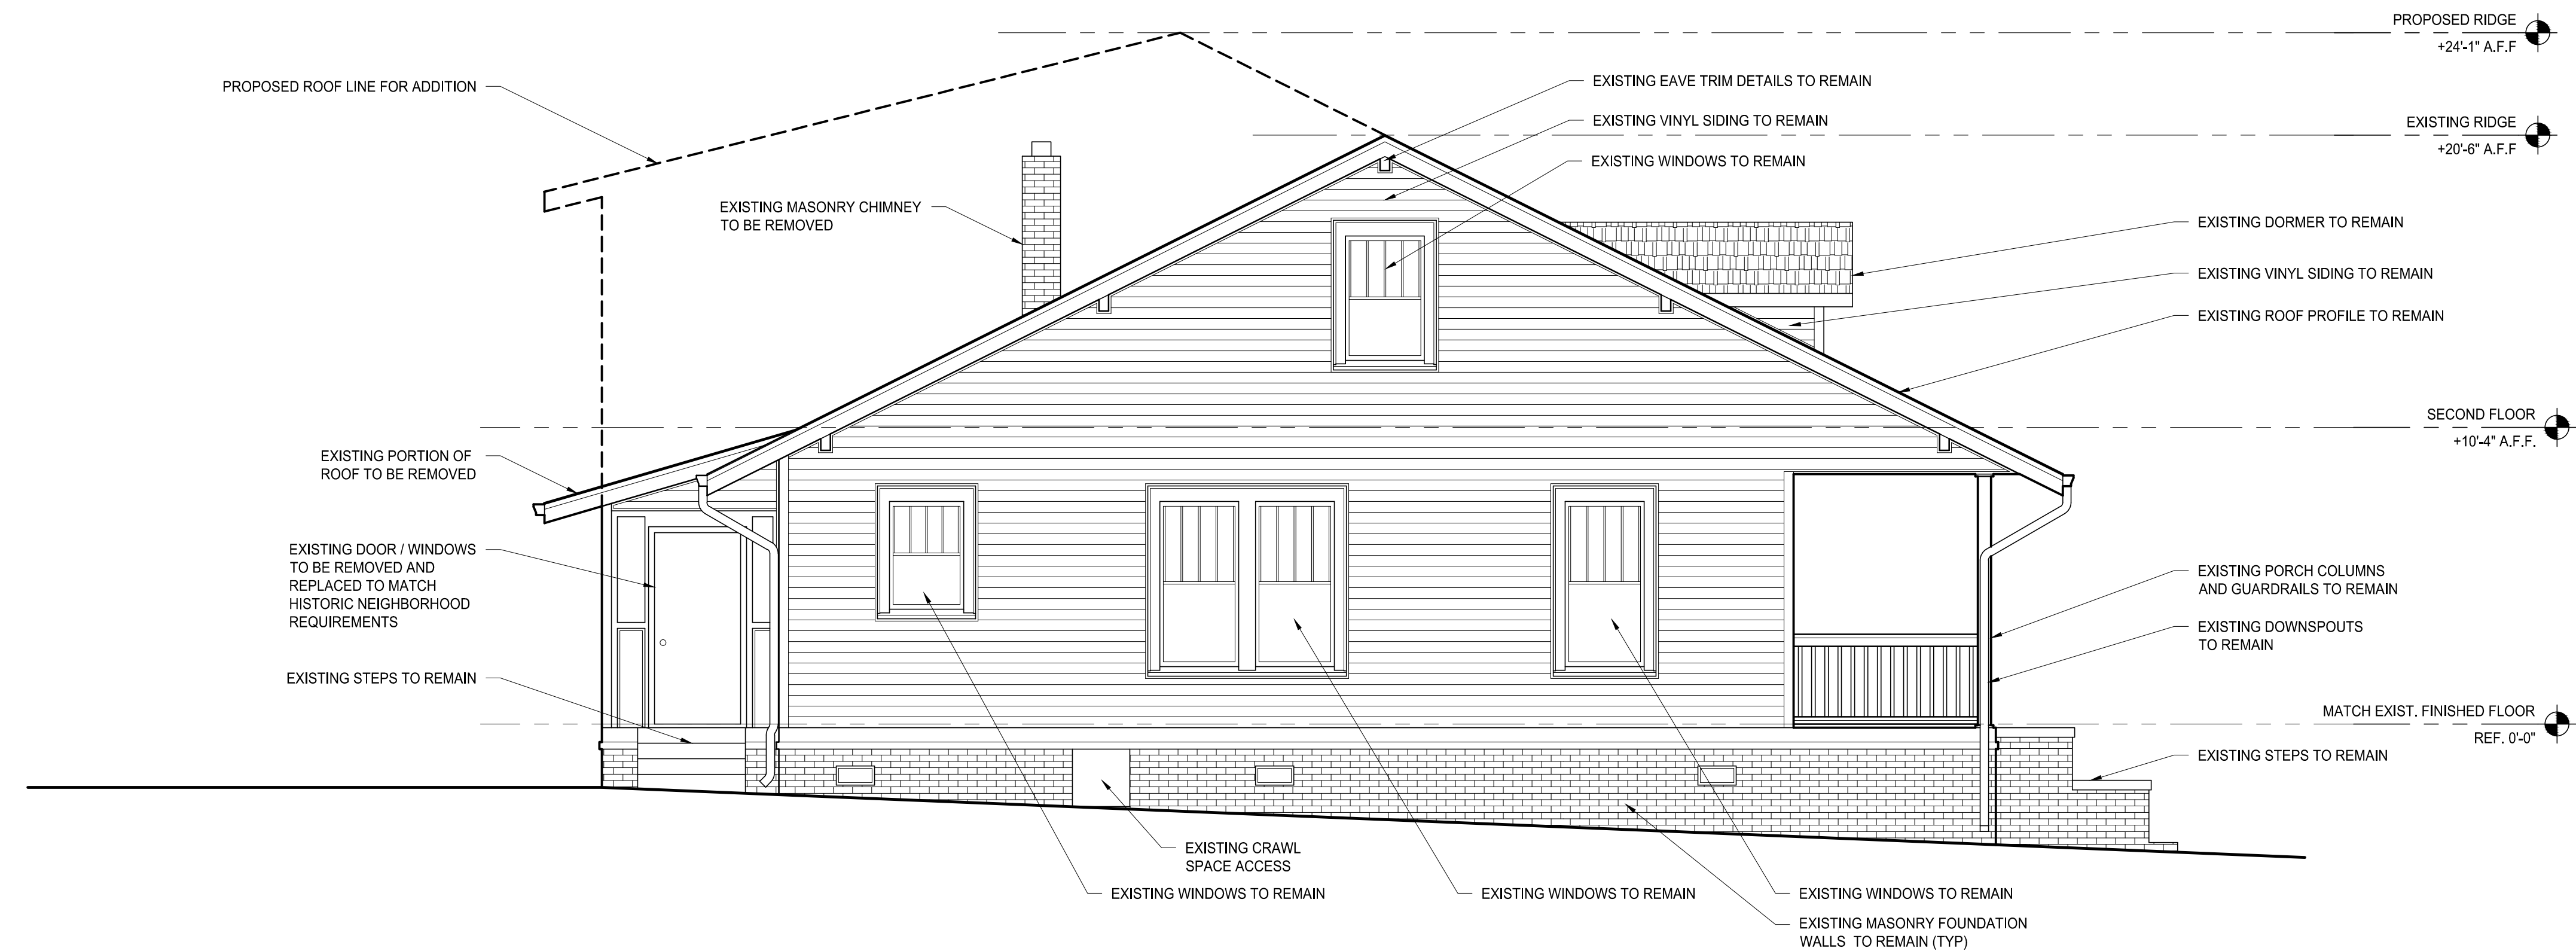 PROPOSED RIDGE
+24'-1" A.F.F
PROPOSED ROOF LINE FOR ADDITION
EXISTING EAVE TRIM DETAILS TO REMAIN
EXISTING VINYL SIDING TO REMAIN
EXISTING RIDGE
+20'-6" A.F.F
EXISTING WINDOWS TO REMAIN
EXISTING MASONRY CHIMNEY
TO BE REMOVED
EXISTING DORMER TO REMAIN
EXISTING VINYL SIDING TO REMAIN
EXISTING ROOF PROFILE TO REMAIN
SECOND FLOOR
+10'-4" A.F.F.
EXISTING PORTION OF
ROOF TO BE REMOVED
EXISTING DOOR / WINDOWS
TO BE REMOVED AND
REPLACED TO MATCH
HISTORIC NEIGHBORHOOD
REQUIREMENTS
EXISTING PORCH COLUMNS
AND GUARDRAILS TO REMAIN
EXISTING DOWNSPOUTS
TO REMAIN
EXISTING STEPS TO REMAIN
MATCH EXIST. FINISHED FLOOR
REF. 0'-0"
EXISTING STEPS TO REMAIN
EXISTING CRAWL
SPACE ACCESS
EXISTING WINDOWS TO REMAIN
EXISTING WINDOWS TO REMAIN
EXISTING WINDOWS TO REMAIN
EXISTING MASONRY FOUNDATION
WALLS TO REMAIN (TYP)